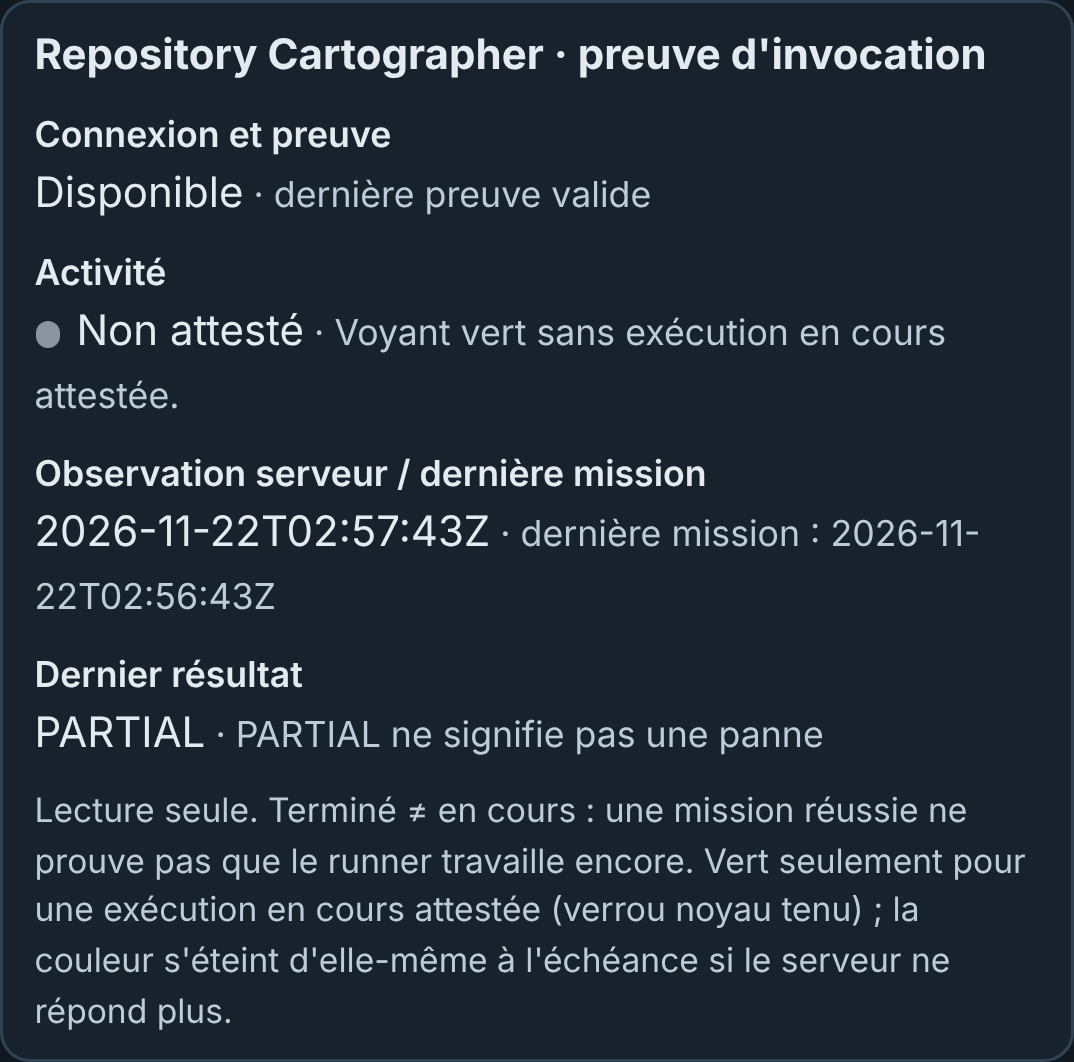 Repository Cartographer · preuve d'invocation
Connexion et preuve
Disponible · dernière preuve valide
Activité
Non attesté · Voyant vert sans exécution en cours
attestée.
Observation serveur / dernière mission
2026-11-22T02:57:43Z · dernière mission : 2026-11-
22T02:56:43Z
Dernier résultat
PARTIAL · PARTIAL ne signifie pas une panne
Lecture seule. Terminé ≠ en cours : une mission réussie ne
prouve pas que le runner travaille encore. Vert seulement pour
une exécution en cours attestée (verrou noyau tenu) ; la
couleur s'éteint d'elle-même à l'échéance si le serveur ne
répond plus.